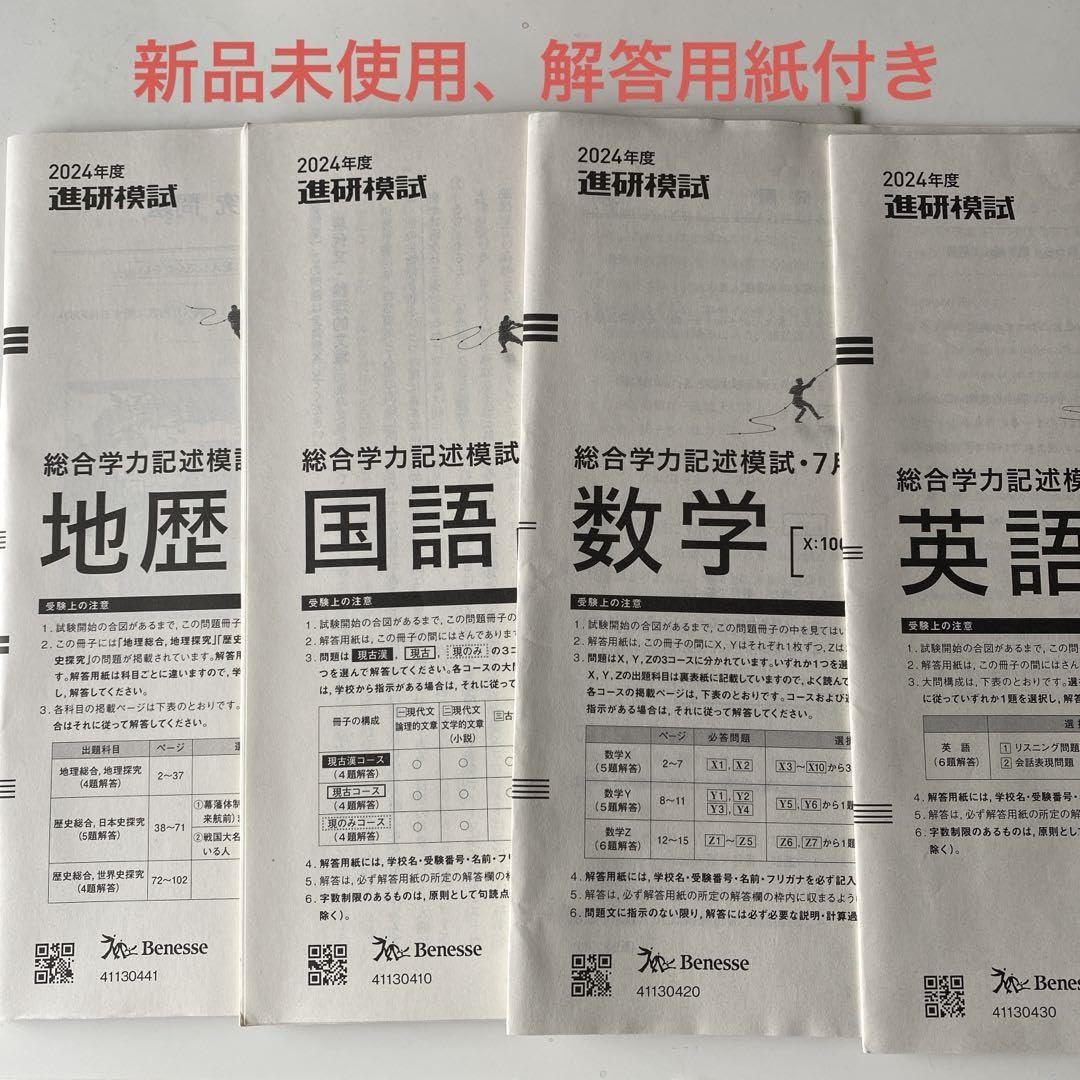 新品未使用、解答用紙付き
2024年度
進研模試
総合学力記述模試
地歴
受験上の注意
1. 試験開始の合図があるまで、この問題冊子の
2. この冊子には「地理総合, 地理探究」「歴史
史探究」の問題が掲載されています。解答用
す。解答用紙は科目ごとに違いますので, 学
し, 解答してください。
3. 各科目の掲載ページは下表のとおりです。
合はそれに従って解答してください。
出題科目 ページ
地理総合, 地理探究
(4題解答)
2～37
歴史総合, 日本史探究
(5題解答)
38～71
①幕藩体制
来航前)
②戦国大名
いる人
歴史総合, 世界史探究
(4題解答)
72～102
Benesse
41130441
2024年度
進研模試
総合学力記述模試
国語
受験上の注意
1. 試験開始の合図があるまで, この問題冊子の
2. 解答用紙は, この冊子の間にはさんであります
3. 問題は 現古漢 , 現古 , 現のみ の3コ
つを選んで解答してください。各コースの大
は, 学校から指示がある場合は, それに従って
冊子の構成
一現代文
論理的文章
二現代文
文学的文章
(小説)
三古
現古漢コース
(4題解答)
○ ○
現古コース
(4題解答)
○ ○ ○
現のみコース
(4題解答)
○ ○
4. 解答用紙には, 学校名・受験番号・名前・フリ
5. 解答は, 必ず解答用紙の所定の解答欄の枠
6. 字数制限のあるものは, 原則として句読点
除く)。
Benesse
41130410
2024年度
進研模試
総合学力記述模試・7月
数学
[X:100
受験上の注意
1. 試験開始の合図があるまで, この問題冊子の中を見てはい
2. 解答用紙は, この冊子の間にX, Yはそれぞれ1枚ずつ, Zは
3. 問題はX, Y, Zの3コースに分かれています。いずれか1つを選
X, Y, Zの出題科目は裏表紙に記載していますので, よく読んで
各コースの掲載ページは, 下表のとおりです。コースおよび選
指示がある場合は, それに従って解答してください。
ページ 必答問題 選択
数学X
(5題解答)
2～7 X1, X2 X3～X10から3
数学Y
(5題解答)
8～11 Y1, Y2
Y3, Y4
Y5, Y6から1題
数学Z
(6題解答)
12～15 Z1～Z5 Z6, Z7から1題
4. 解答用紙には, 学校名・受験番号・名前・フリガナを必ず記入
5. 解答は, 必ず解答用紙の所定の解答欄の枠内に収まるように
6. 問題文に指示のない限り, 解答には必ず必要な説明・計算過
Benesse
41130420
2024年度
進研模試
総合学力記述模
英語
受験上の注意
1. 試験開始の合図があるまで, この問題冊
2. 解答用紙は, この冊子の間にはさん
3. 大問構成は, 下表のとおりです。選択
に従っていずれか1題を選択し, 解答
選
英 語
(6題解答)
1 リスニング問題
2 会話表現問題
4. 解答用紙には, 学校名・受験番号・
5. 解答は, 必ず解答用紙の所定の解
6. 字数制限のあるものは, 原則として
除く)。
Benes
41130430